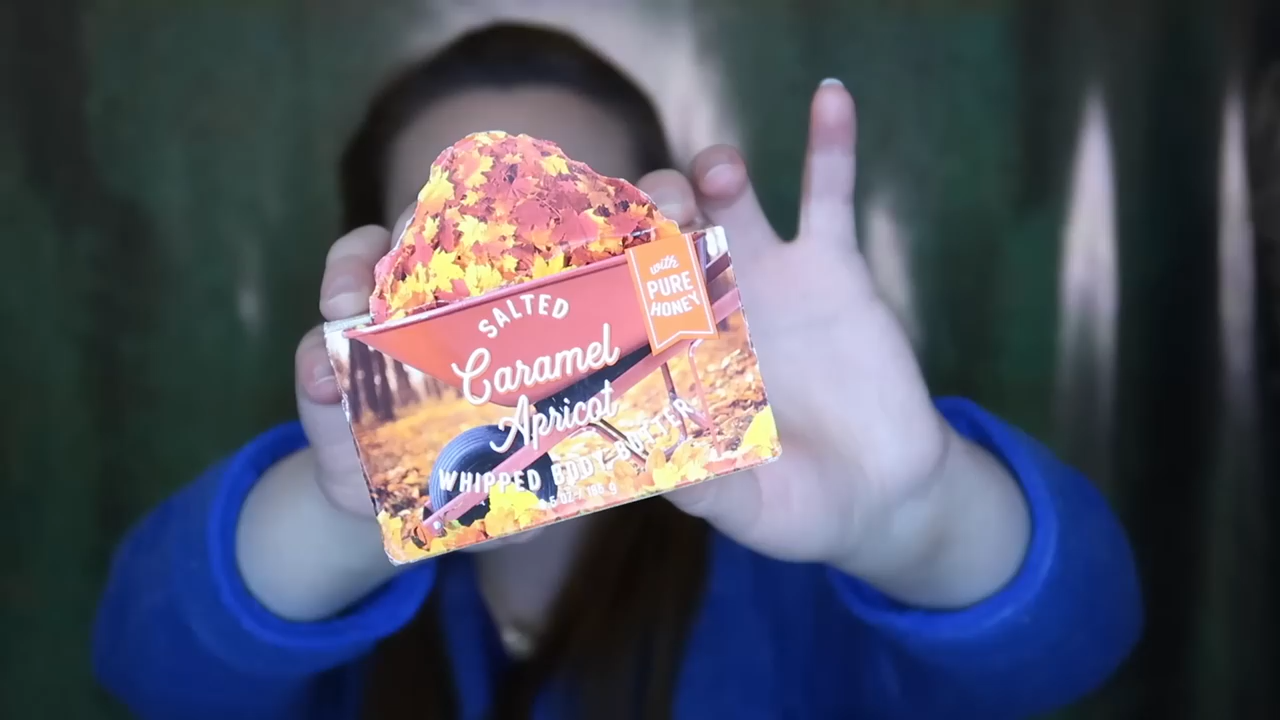 with
PURE
HONEY
SALTED
Caramel
Apricot
WHIPPED BODY BUTTER